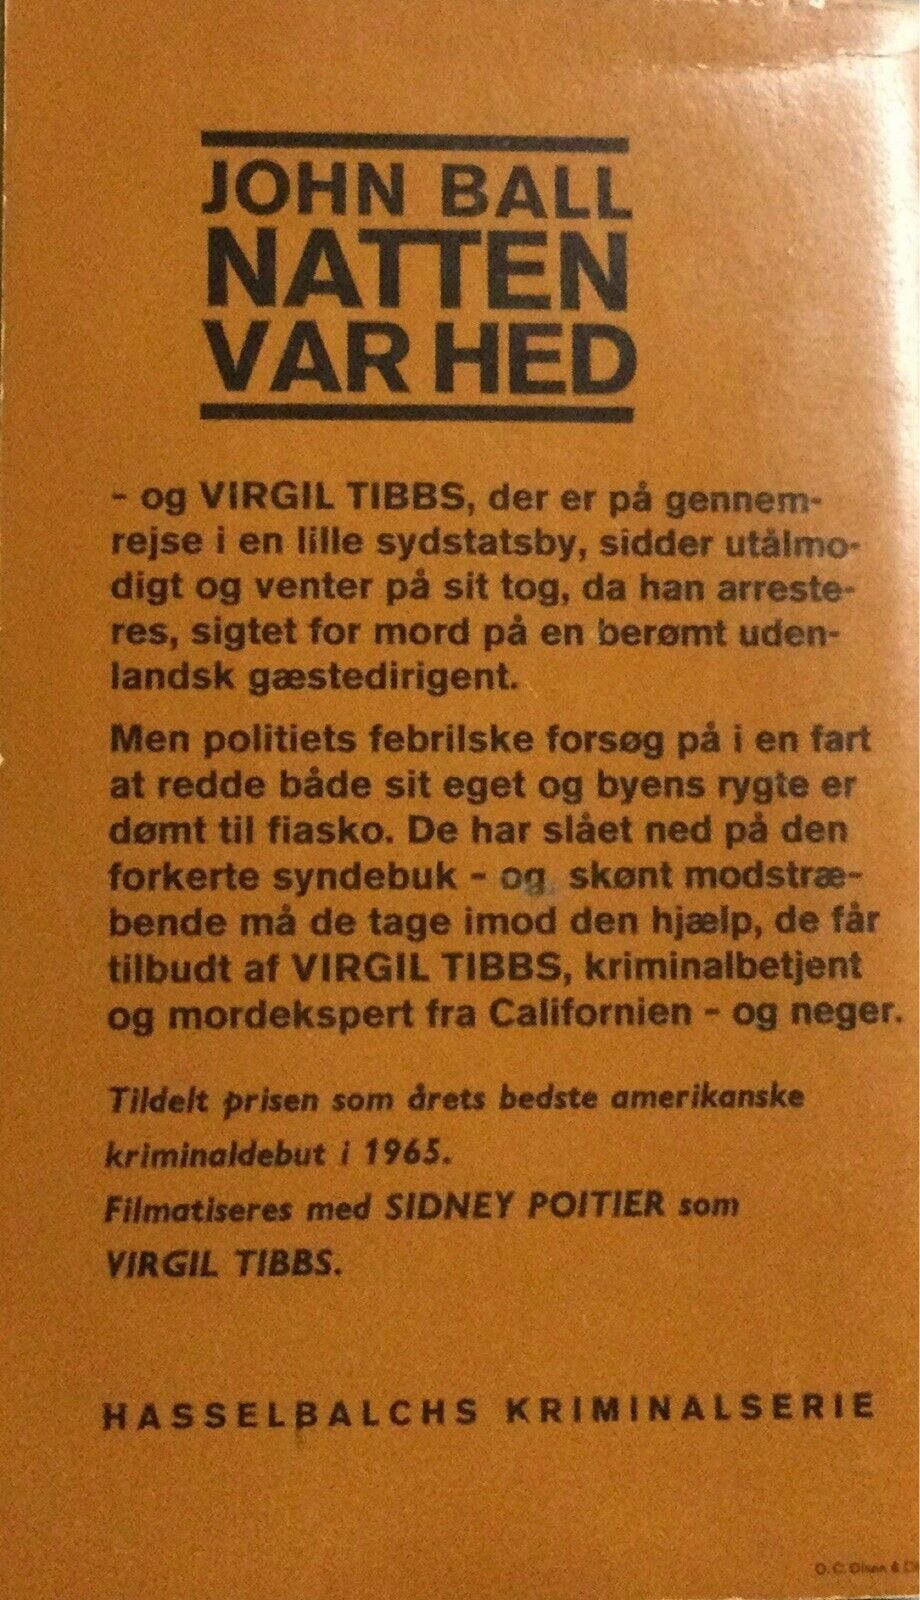 JOHN BALL
NATTEN
VAR HED
- og VIRGIL TIBBS, der er på gennem-
rejse i en lille sydstatsby, sidder utålmo-
digt og venter på sit tog, da han arreste-
res, sigtet for mord på en berømt uden-
landsk gæstedirigent.
Men politiets febrilske forsøg på i en fart
at redde både sit eget og byens rygte er
dømt til fiasko. De har slået ned på den
forkerte syndebuk - og, skønt modstræ-
bende må de tage imod den hjælp, de får
tilbudt af VIRGIL TIBBS, kriminalbetjent
og mordekspert fra Californien - og neger.
Tildelt prisen som årets bedste amerikanske
kriminaldebut i 1965.
Filmatiseres med SIDNEY POITIER som
VIRGIL TIBBS.
HASSELBALCHS KRIMINALSERIE
O. C. Olsen &